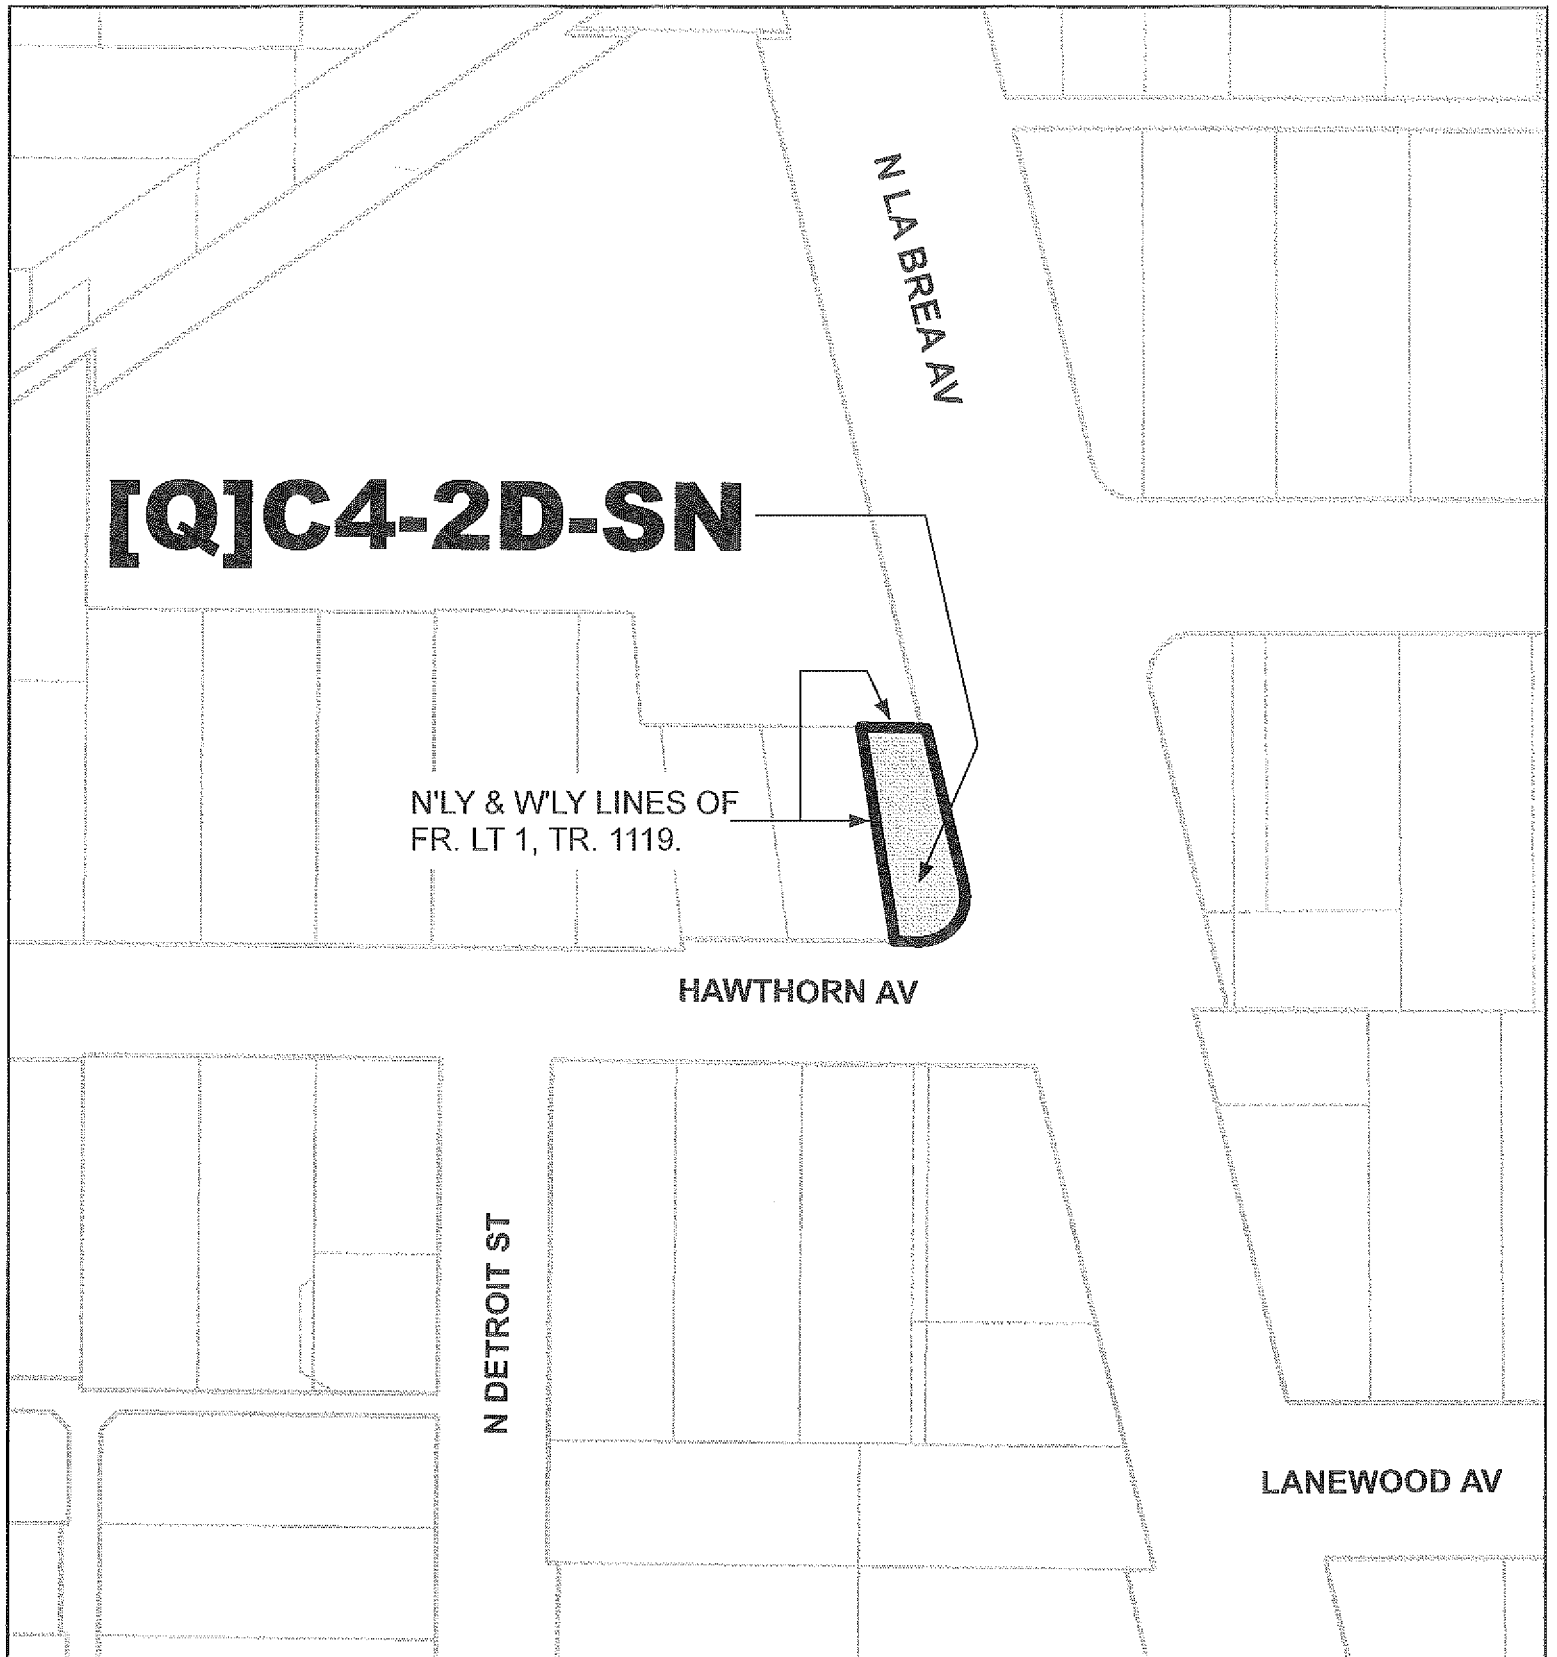 N LA BREA AV
[Q]C4-2D-SN
N'LY & W'LY LINES OF
FR. LT 1, TR. 1119.
HAWTHORN AV
N DETROIT ST
LANEWOOD AV